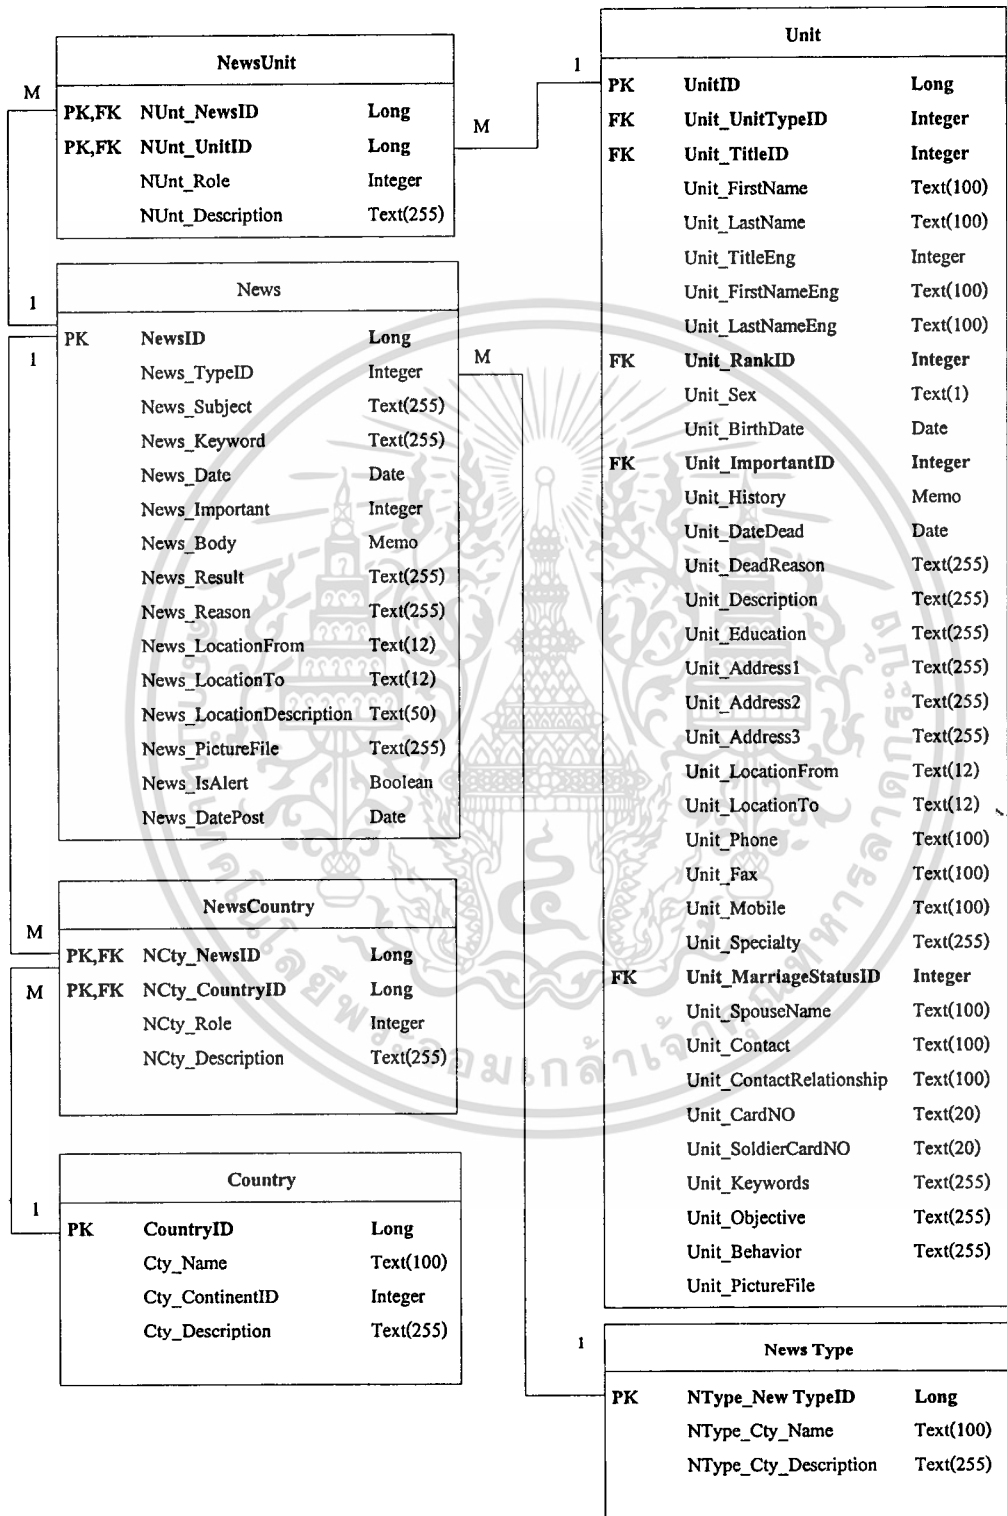 NewsUnit
M
PK,FK NUnt_NewsID Long
PK,FK NUnt_UnitID Long
NUnt_Role Integer
NUnt_Description Text(255)
M
1
News
1
1
PK NewsID Long
News_TypeID Integer
News_Subject Text(255)
News_Keyword Text(255)
News_Date Date
News_Important Integer
News_Body Memo
News_Result Text(255)
News_Reason Text(255)
News_LocationFrom Text(12)
News_LocationTo Text(12)
News_LocationDescription Text(50)
News_PictureFile Text(255)
News_IsAlert Boolean
News_DatePost Date
M
NewsCountry
M
M
PK,FK NCty_NewsID Long
PK,FK NCty_CountryID Long
NCty_Role Integer
NCty_Description Text(255)
Country
1
PK CountryID Long
Cty_Name Text(100)
Cty_ContinentID Integer
Cty_Description Text(255)
Unit
PK UnitID Long
FK Unit_UnitTypeID Integer
FK Unit_TitleID Integer
Unit_FirstName Text(100)
Unit_LastName Text(100)
Unit_TitleEng Integer
Unit_FirstNameEng Text(100)
Unit_LastNameEng Text(100)
FK Unit_RankID Integer
Unit_Sex Text(1)
Unit_BirthDate Date
FK Unit_ImportantID Integer
Unit_History Memo
Unit_DateDead Date
Unit_DeadReason Text(255)
Unit_Description Text(255)
Unit_Education Text(255)
Unit_Address1 Text(255)
Unit_Address2 Text(255)
Unit_Address3 Text(255)
Unit_LocationFrom Text(12)
Unit_LocationTo Text(12)
Unit_Phone Text(100)
Unit_Fax Text(100)
Unit_Mobile Text(100)
Unit_Specialty Text(255)
FK Unit_MarriageStatusID Integer
Unit_SpouseName Text(100)
Unit_Contact Text(100)
Unit_ContactRelationship Text(100)
Unit_CardNO Text(20)
Unit_SoldierCardNO Text(20)
Unit_Keywords Text(255)
Unit_Objective Text(255)
Unit_Behavior Text(255)
Unit_PictureFile
1
News Type
PK NType_New TypeID Long
NType_Cty_Name Text(100)
NType_Cty_Description Text(255)